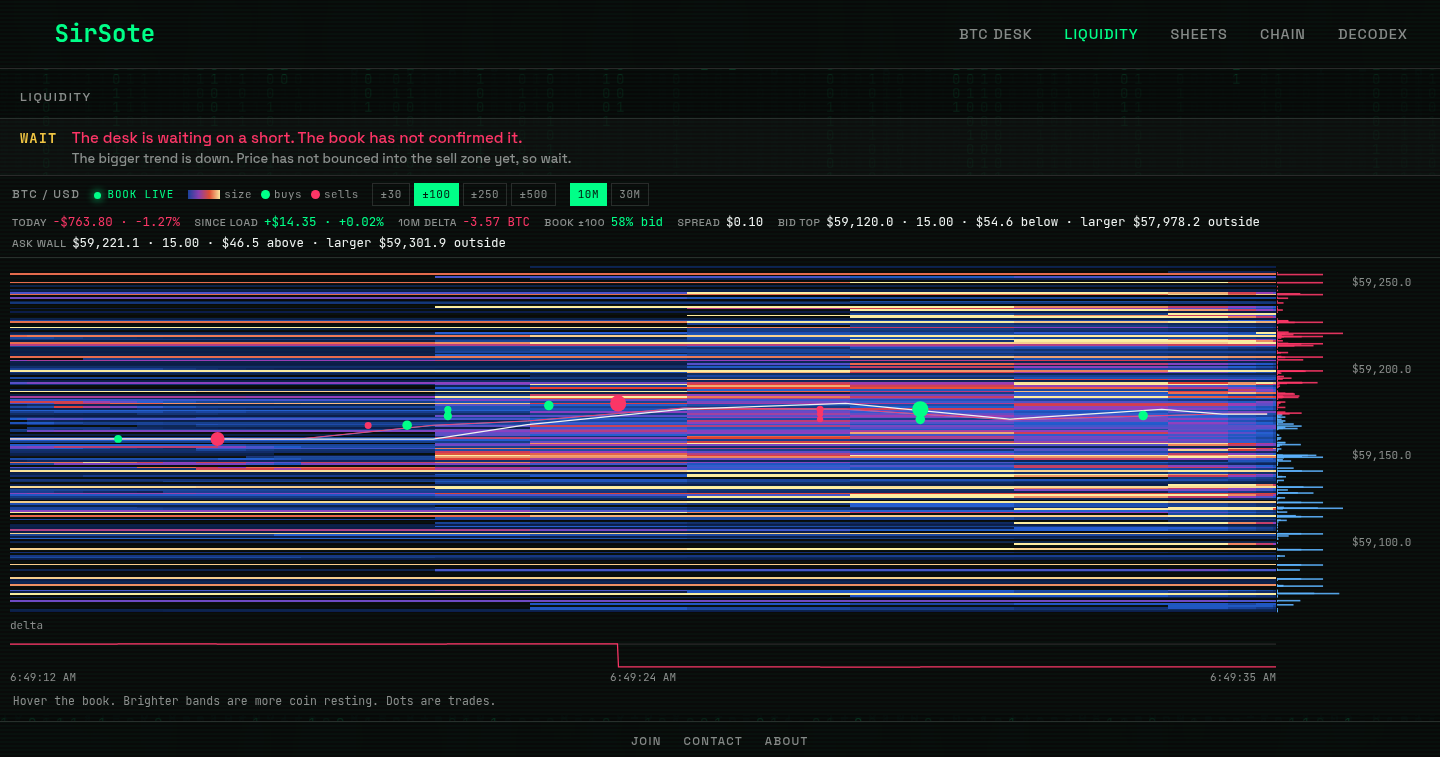 SirSote
BTC DESK LIQUIDITY SHEETS CHAIN DECODEX
LIQUIDITY
WAIT The desk is waiting on a short. The book has not confirmed it.
The bigger trend is down. Price has not bounced into the sell zone yet, so wait.
BTC / USD BOOK LIVE size buys sells ±30 ±100 ±250 ±500 10M 30M
TODAY -$763.80 · -1.27% SINCE LOAD +$14.35 · +0.02% 10M DELTA -3.57 BTC BOOK ±100 58% bid SPREAD $0.10 BID TOP $59,120.0 · 15.00 · $54.6 below · larger $57,978.2 outside
ASK WALL $59,221.1 · 15.00 · $46.5 above · larger $59,301.9 outside
$59,250.0
$59,200.0
$59,150.0
$59,100.0
delta
6:49:12 AM 6:49:24 AM 6:49:35 AM
Hover the book. Brighter bands are more coin resting. Dots are trades.
JOIN CONTACT ABOUT